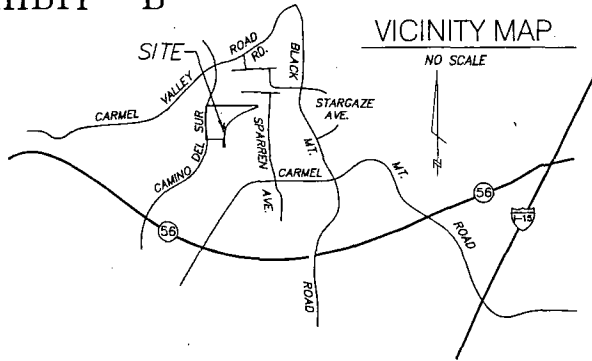 VICINITY MAP
NO SCALE
SITE
CARMEL VALLEY ROAD
RD.
BLACK MT. ROAD
STARGAZE
AVE.
CAMINO DEL SUR
SPARREN AVE.
CARMEL MT. ROAD
56
56
I-15
N